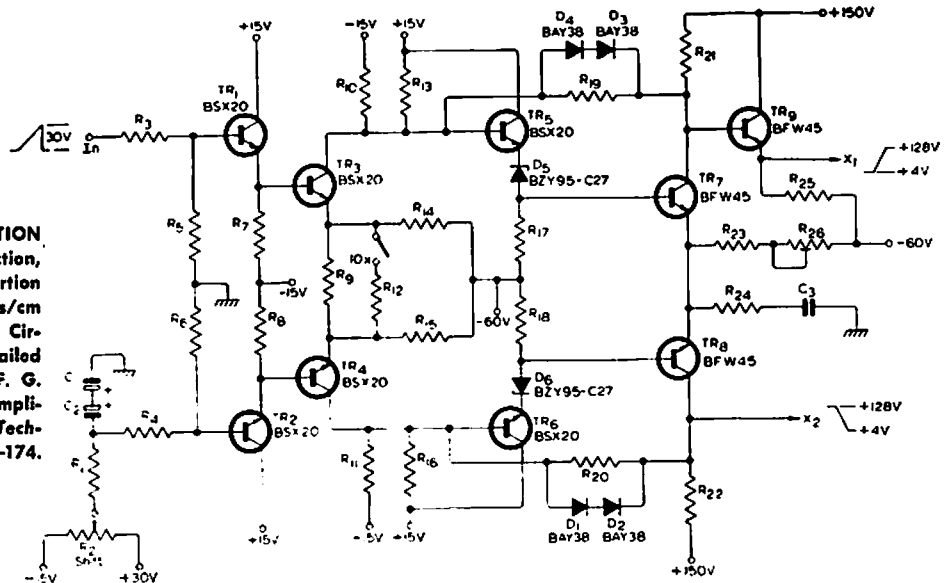 +15V
-15V
+15V
D4
BAY38
D3
BAY38
+150V
R10
R13
R19
R21
TR1
BSX20
TR5
BSX20
TR9
BFW45
30V
In
R3
TR3
BSX20
D5
BZY95-C27
X1
+128V
+4V
TR7
BFW45
R25
R5
R7
R14
R17
R23
R26
-60V
10x
R9
-15V
R12
-60V
R18
R24
C3
R6
R8
R15
TR8
BFW45
TR4
BSX20
D6
BZY95-C27
C2
R4
TR2
BSX20
TR6
BSX20
X2
+128V
+4V
R11
R16
R20
R22
R2
Shift
+15V
+15V
D1
BAY38
D2
BAY38
+30V
+150V
TION
ction,
rtion
s/cm
Cir-
ailed
F. G.
mpli-
Tech-
-174.